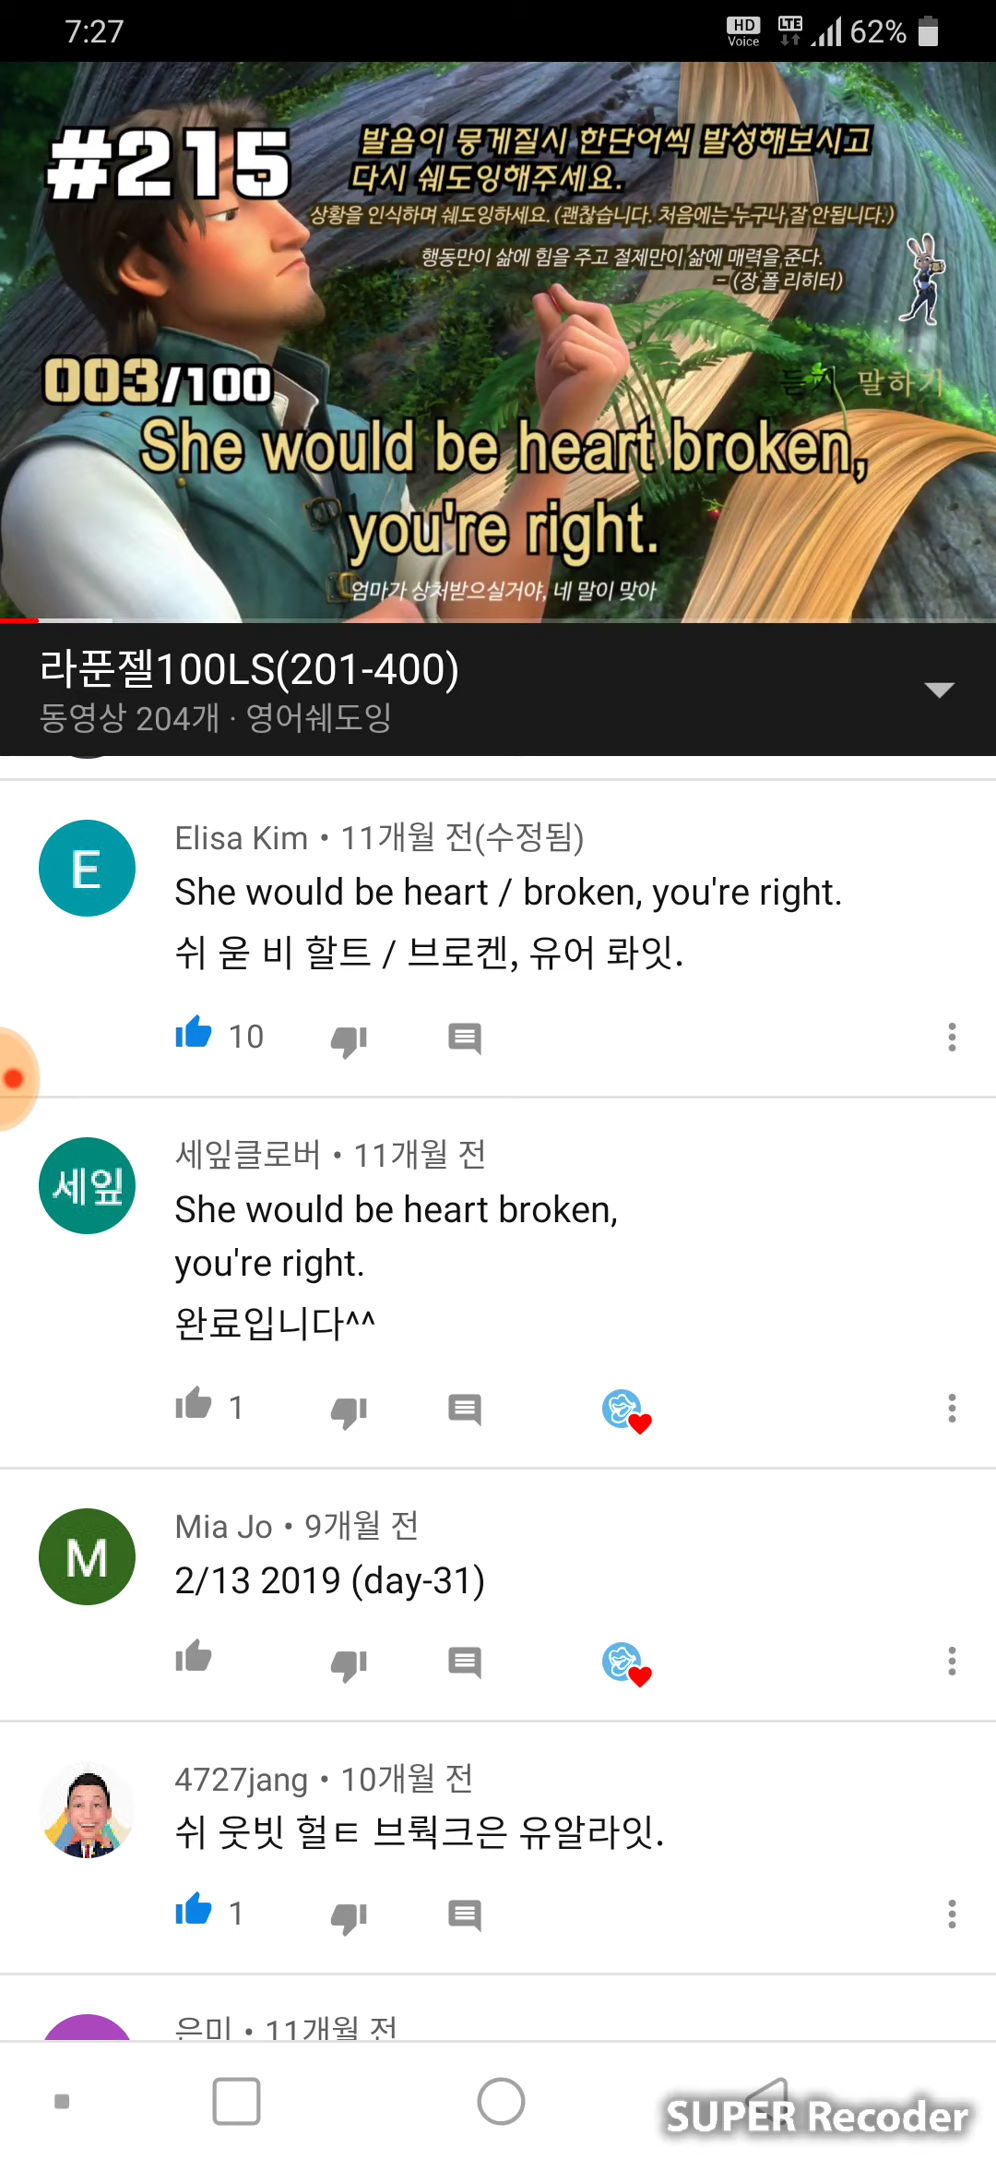 7:27
HD Voice LTE 62%
#215
발음이 뭉게질시 한단어씩 발성해보시고
다시 쉐도잉해주세요.
상황을 인식하며 쉐도잉하세요. (괜찮습니다. 처음에는 누구나 잘 안됩니다.)
행동만이 삶에 힘을 주고 절제만이 삶에 매력을 준다.
- (장 폴 리히터)
003/100
말하기
She would be heart broken,
you're right.
엄마가 상처받으실거야, 네 말이 맞아
라푼젤100LS(201-400)
동영상 204개 · 영어쉐도잉
E
Elisa Kim • 11개월 전(수정됨)
She would be heart / broken, you're right.
쉬 욷 비 할트 / 브로켄, 유어 롸잇.
10
세잎
세잎클로버 • 11개월 전
She would be heart broken,
you're right.
완료입니다^^
1
M
Mia Jo • 9개월 전
2/13 2019 (day-31)
4727jang • 10개월 전
쉬 웃빗 헐ㅌ 브뤅크은 유알라잇.
1
은미 • 11개월 전
SUPER Recoder